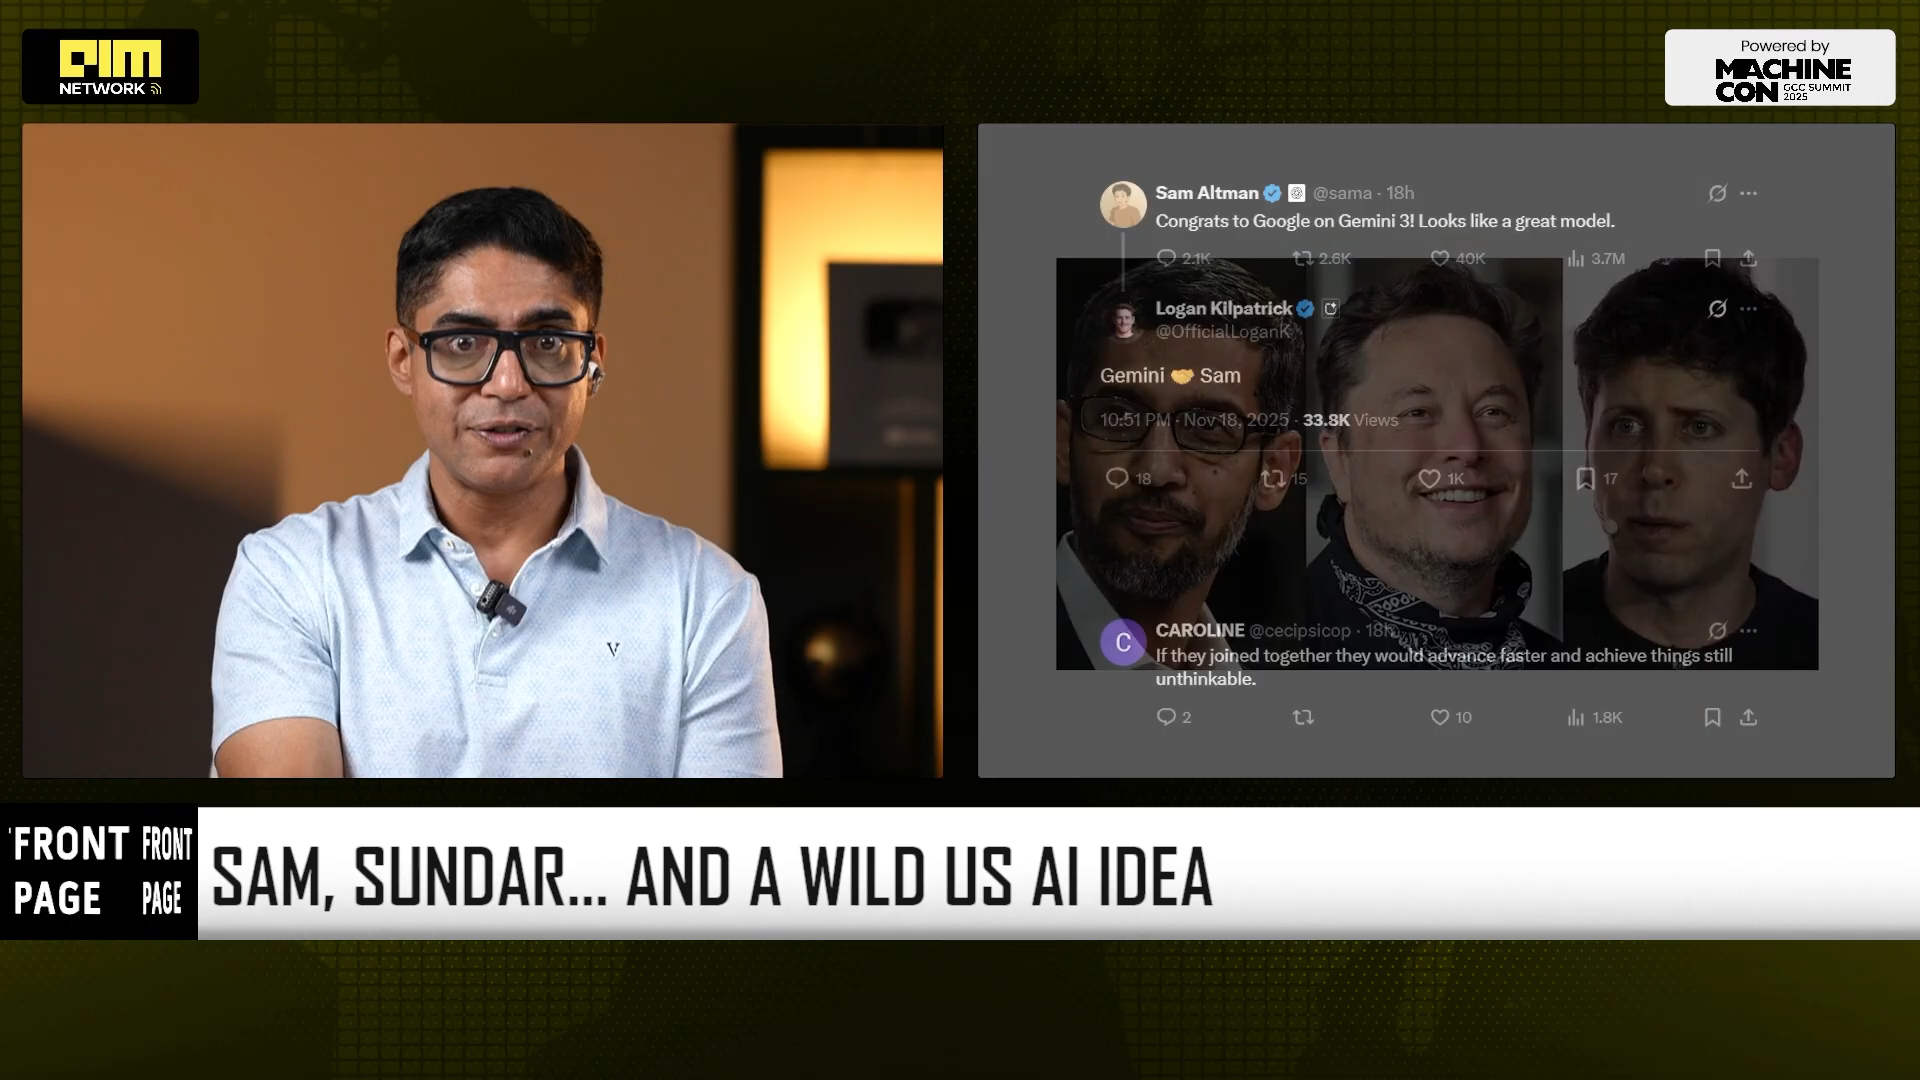 AIM
NETWORK
Powered by
MACHINE
CON GCC SUMMIT
2025
Sam Altman @sama · 18h
Congrats to Google on Gemini 3! Looks like a great model.
2.1K 2.6K 40K 3.7M
Logan Kilpatrick
@OfficialLoganK
Gemini 🤝 Sam
10:51 PM · Nov 18, 2025 · 33.8K Views
18 15 1K 17
C
CAROLINE @cecipsicop · 18h
If they joined together they would advance faster and achieve things still
unthinkable.
2 10 1.8K
V
FRONT FRONT
PAGE PAGE
SAM, SUNDAR... AND A WILD US AI IDEA